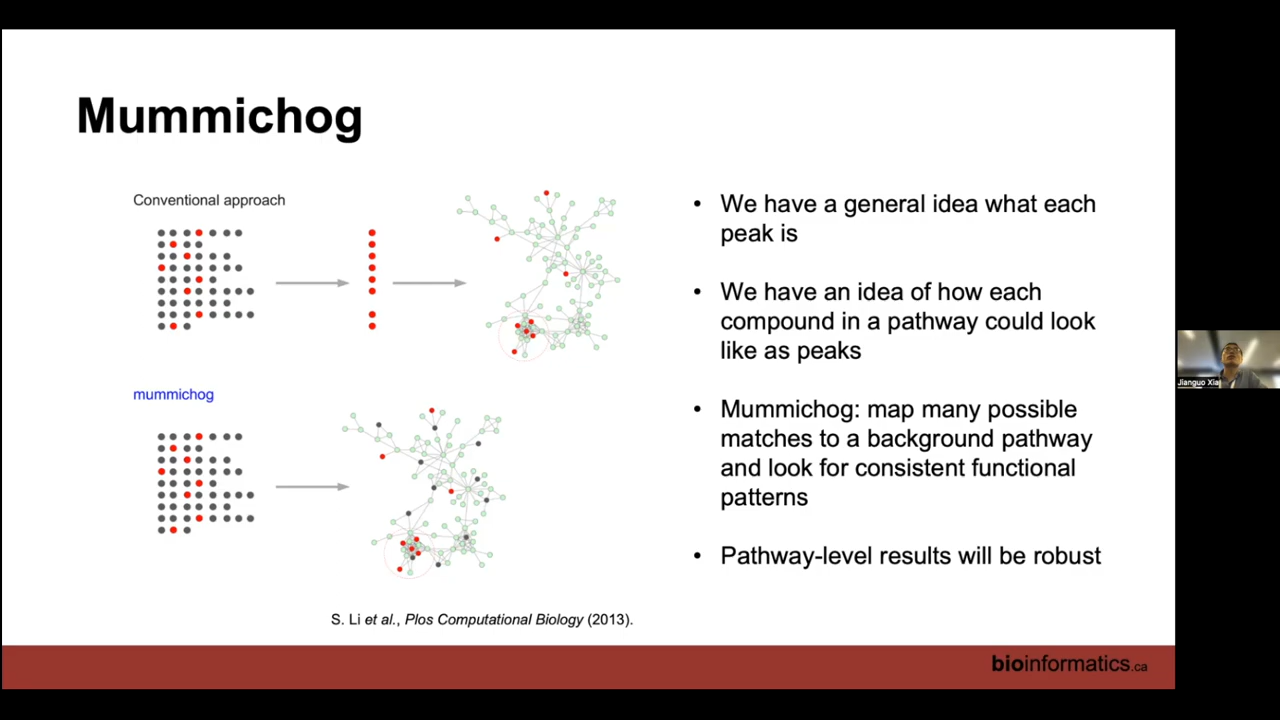 Mummichog
Conventional approach
mummichog
S. Li et al., Plos Computational Biology (2013).
• We have a general idea what each
peak is
• We have an idea of how each
compound in a pathway could look
like as peaks
• Mummichog: map many possible
matches to a background pathway
and look for consistent functional
patterns
• Pathway-level results will be robust
bioinformatics.ca
Jianguo Xia